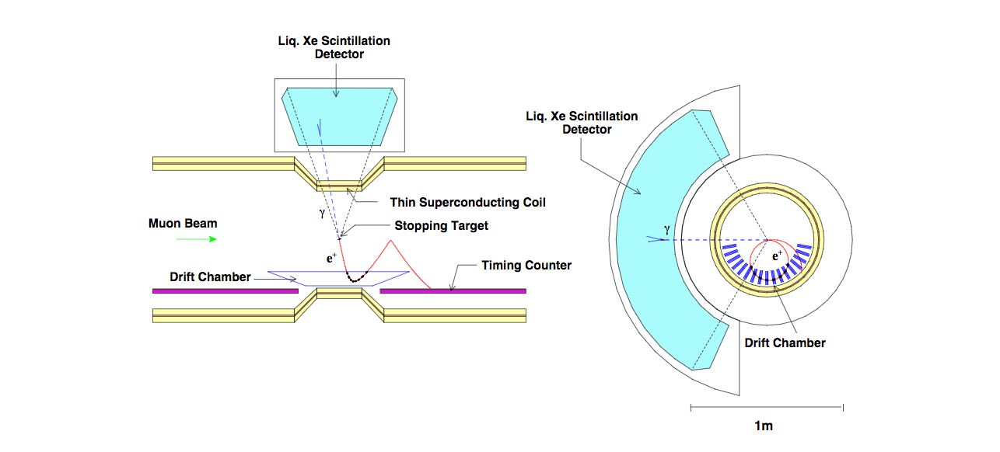 Liq. Xe Scintillation
Detector
γ
Thin Superconducting Coil
Muon Beam
Stopping Target
e+
Drift Chamber
Timing Counter
Liq. Xe Scintillation
Detector
γ
e+
Drift Chamber
1m